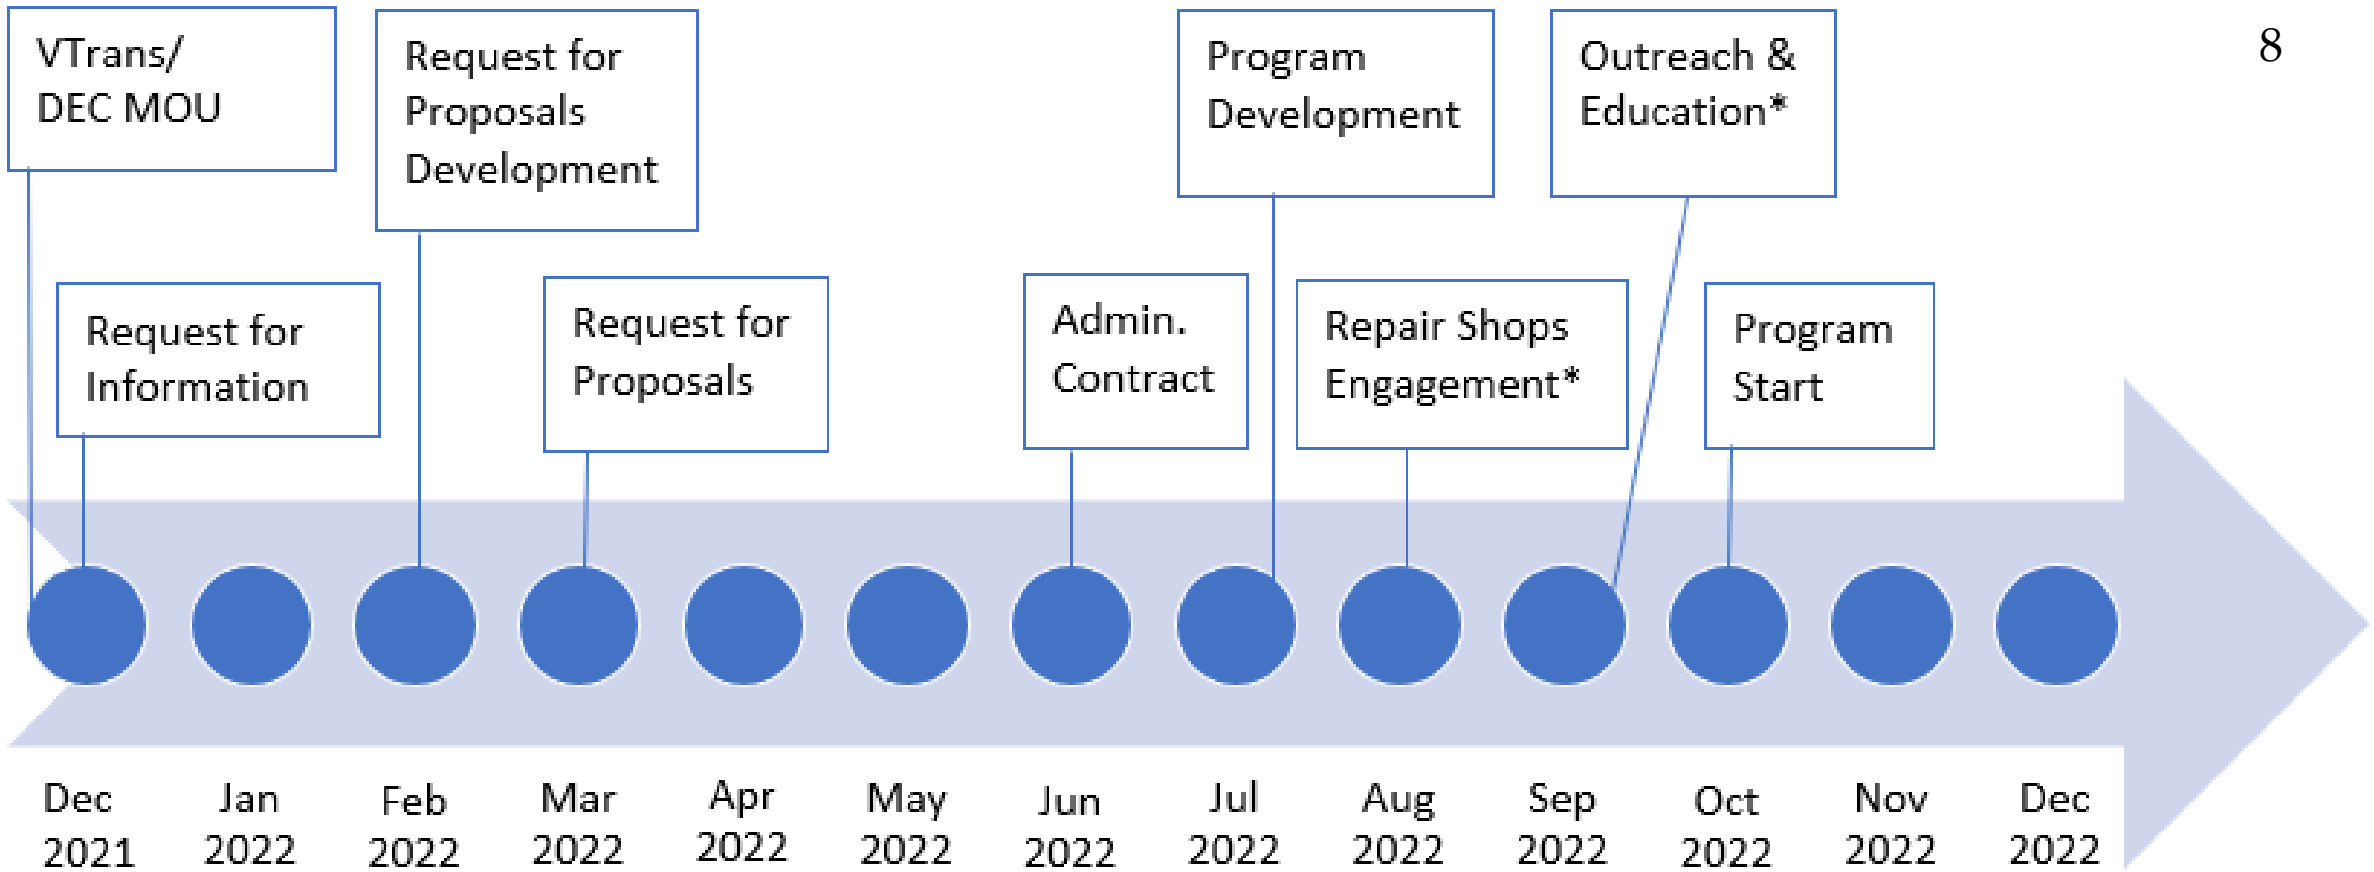 8
VTrans/
DEC MOU
Request for
Proposals
Development
Program
Development
Outreach &
Education*
Request for
Information
Request for
Proposals
Admin.
Contract
Repair Shops
Engagement*
Program
Start
Dec
2021
Jan
2022
Feb
2022
Mar
2022
Apr
2022
May
2022
Jun
2022
Jul
2022
Aug
2022
Sep
2022
Oct
2022
Nov
2022
Dec
2022